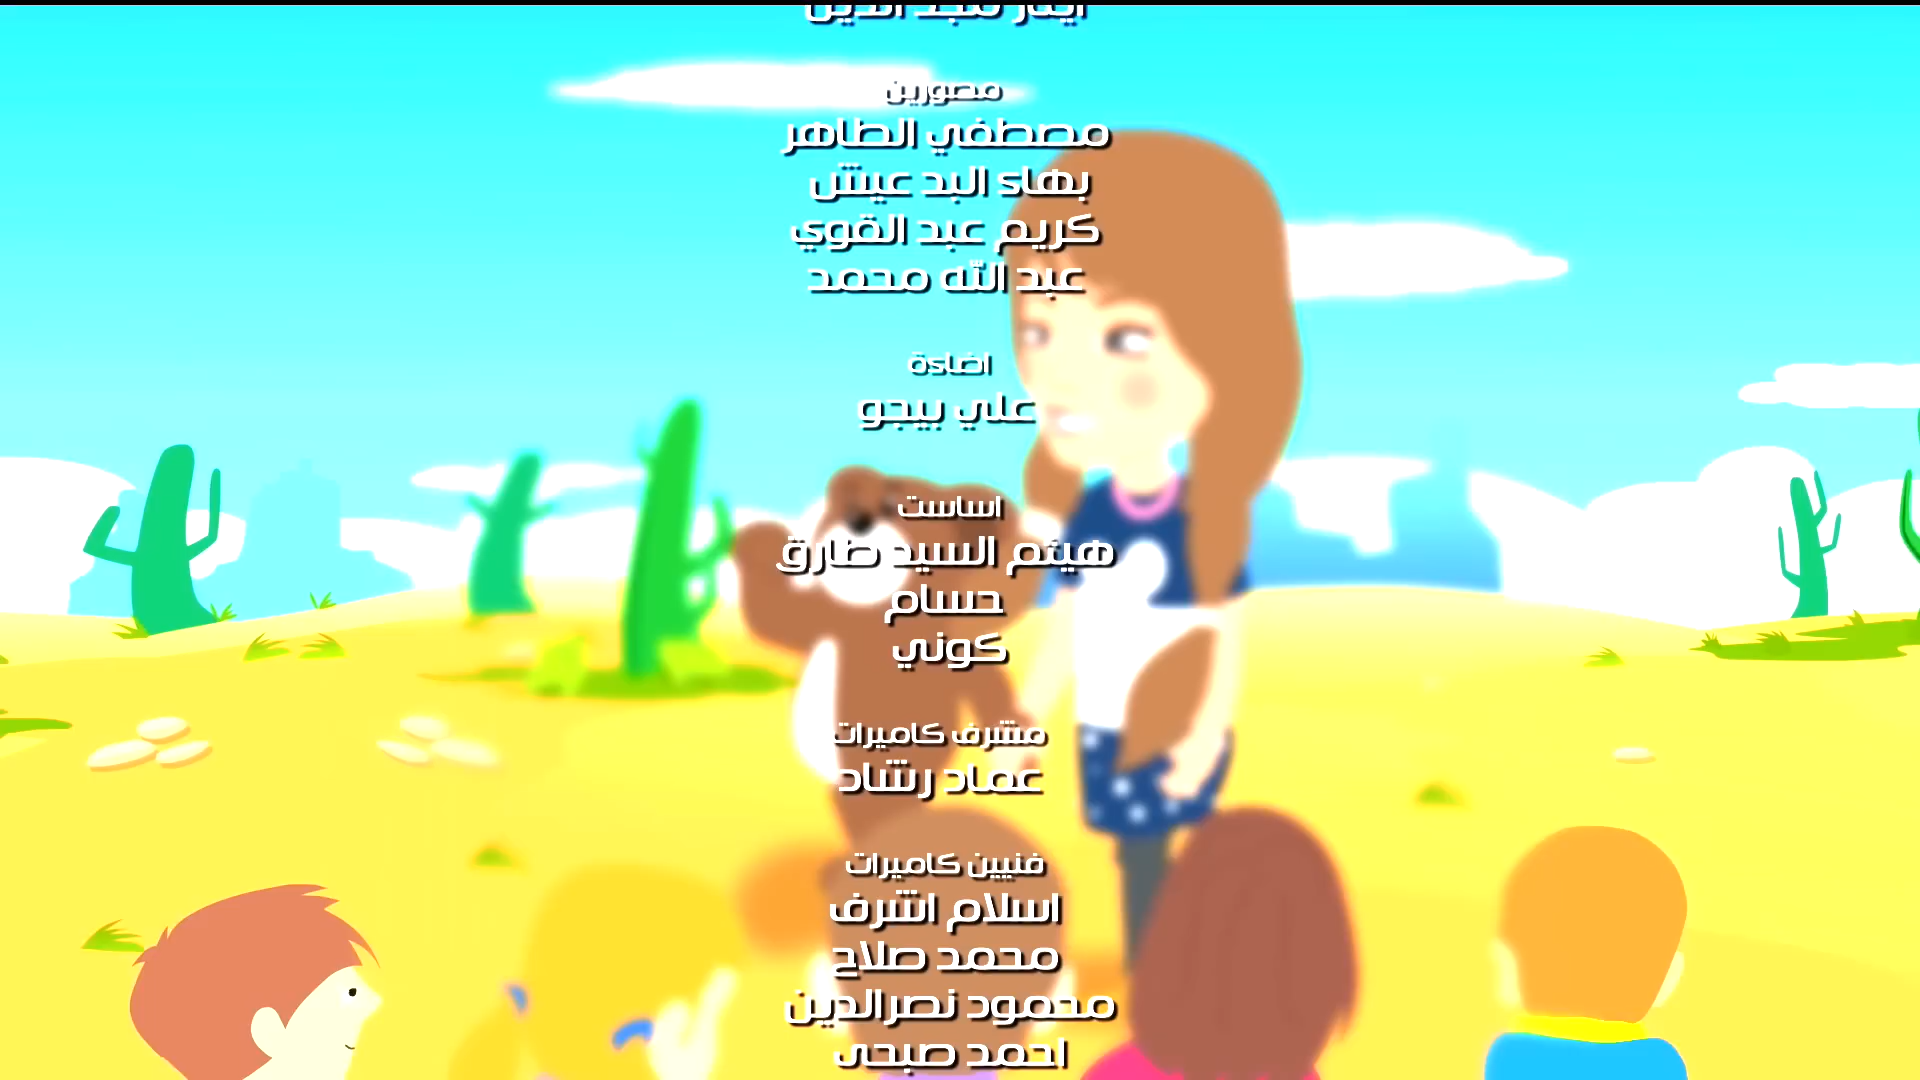 مصورين
مصطفي الطاهر
بهاء البد عيش
كريم عبد القوي
عبد الله محمد
اضاءة
علي بيجو
اساست
هيثم السيد طارق
حسام
كوني
مشرف كاميرات
عماد رشاد
فنيين كاميرات
اسلام اشرف
محمد صلاح
محمود نصرالدين
احمد صبحى